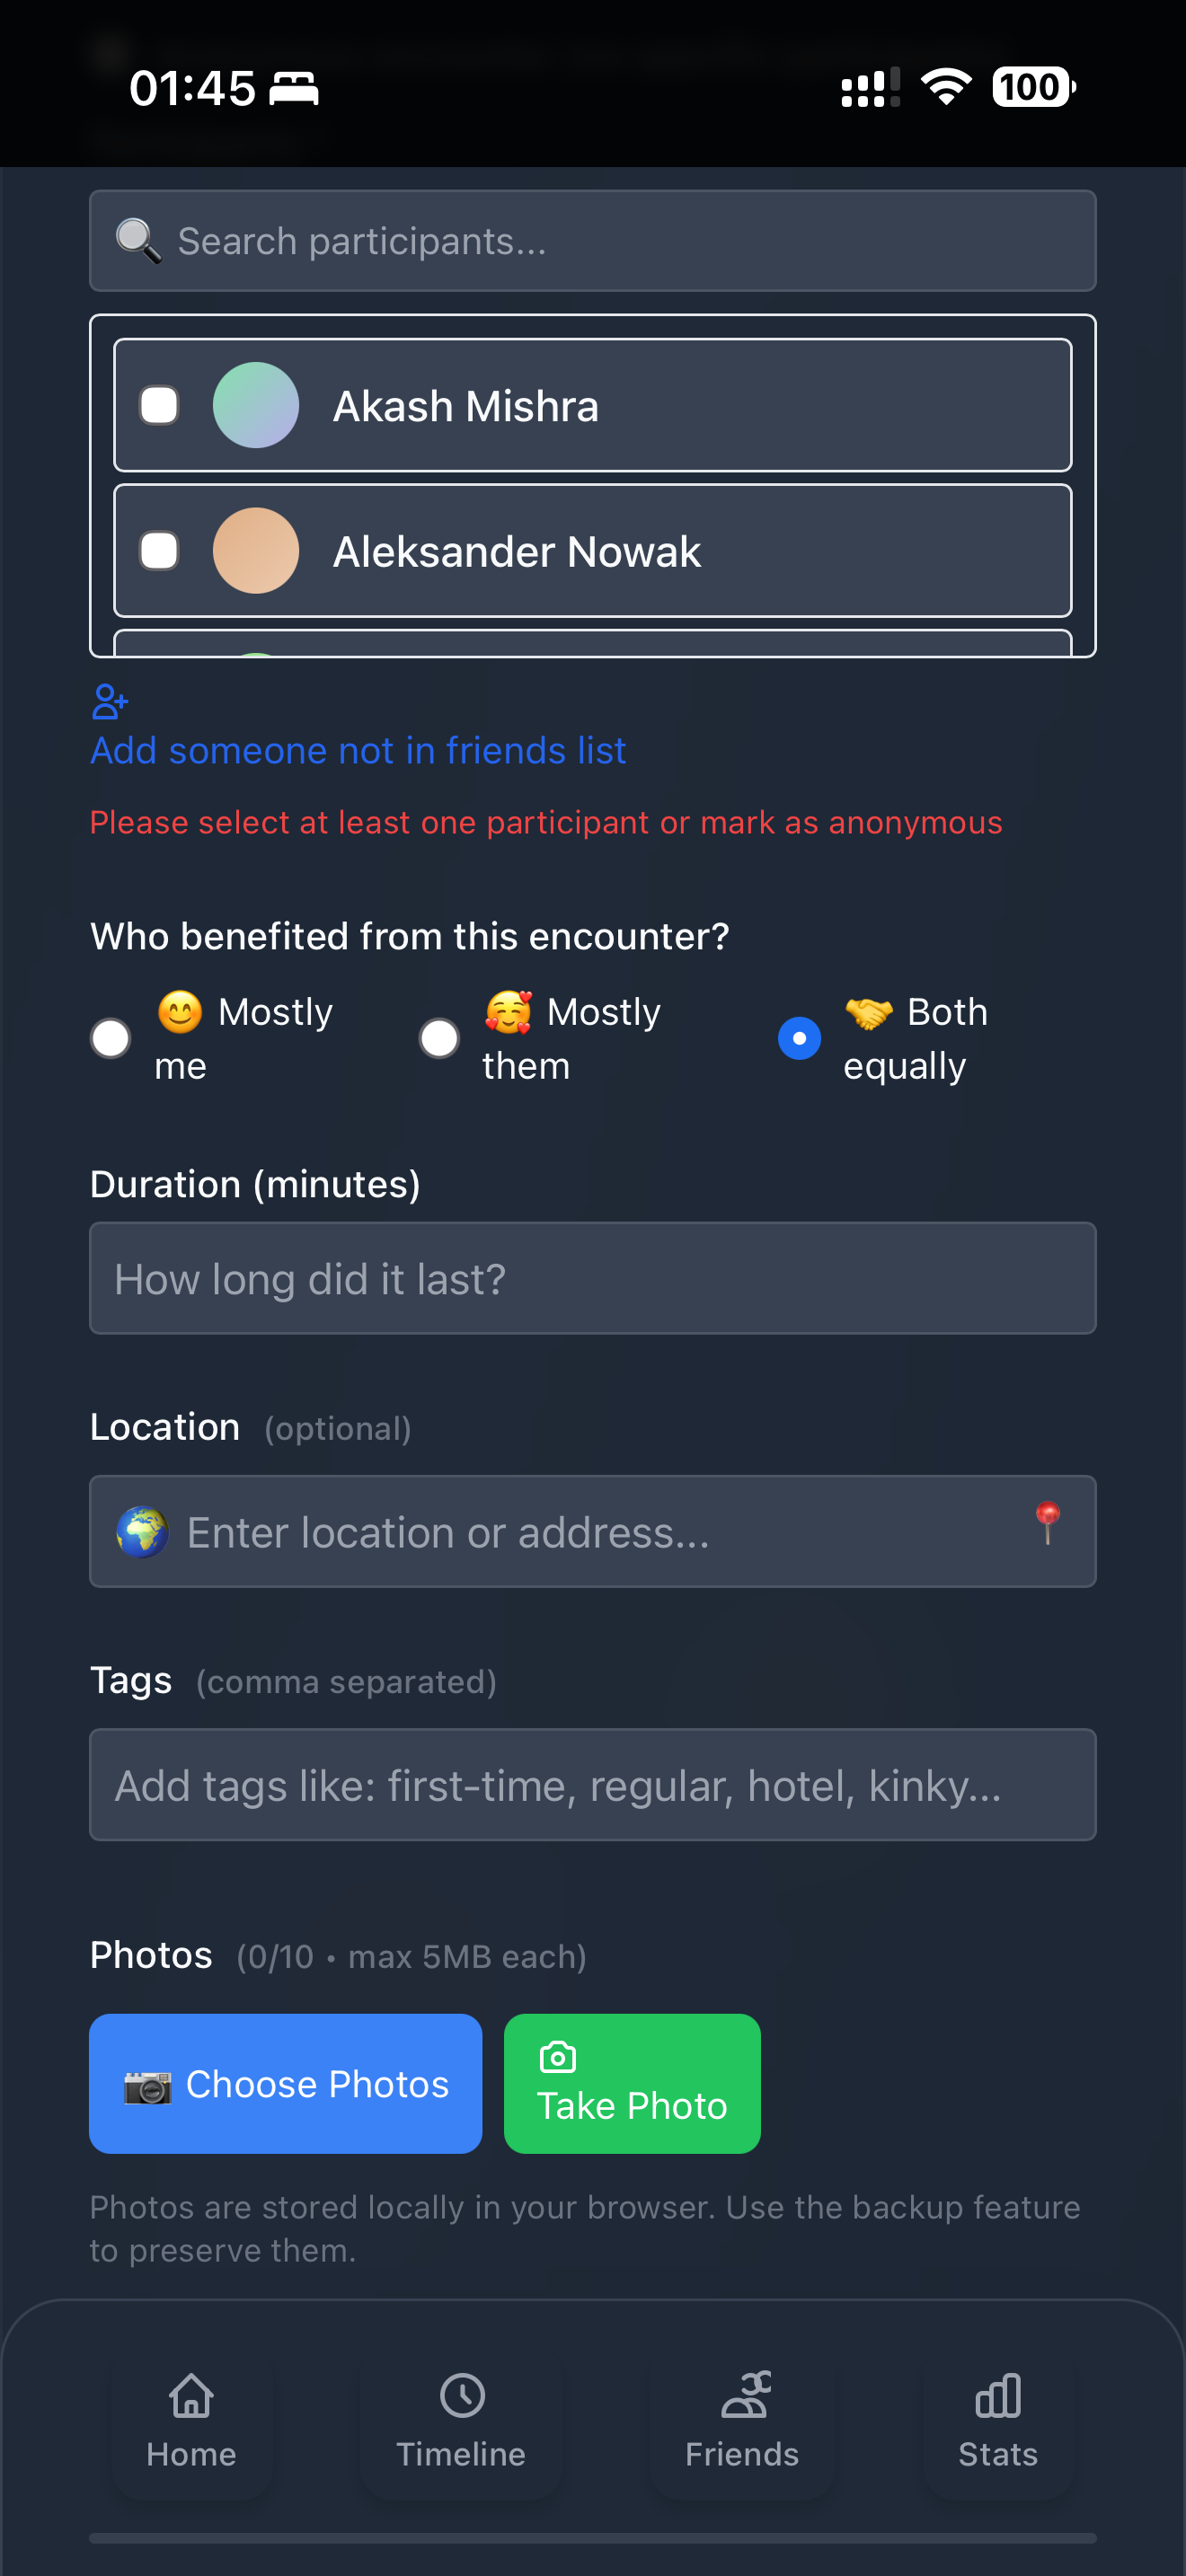 01:45
100
Search participants...
Akash Mishra
Aleksander Nowak
Add someone not in friends list
Please select at least one participant or mark as anonymous
Who benefited from this encounter?
😊 Mostly me
🥰 Mostly them
🤝 Both equally
Duration (minutes)
How long did it last?
Location (optional)
Enter location or address...
Tags (comma separated)
Add tags like: first-time, regular, hotel, kinky...
Photos (0/10 • max 5MB each)
Choose Photos
Take Photo
Photos are stored locally in your browser. Use the backup feature
to preserve them.
Home
Timeline
Friends
Stats